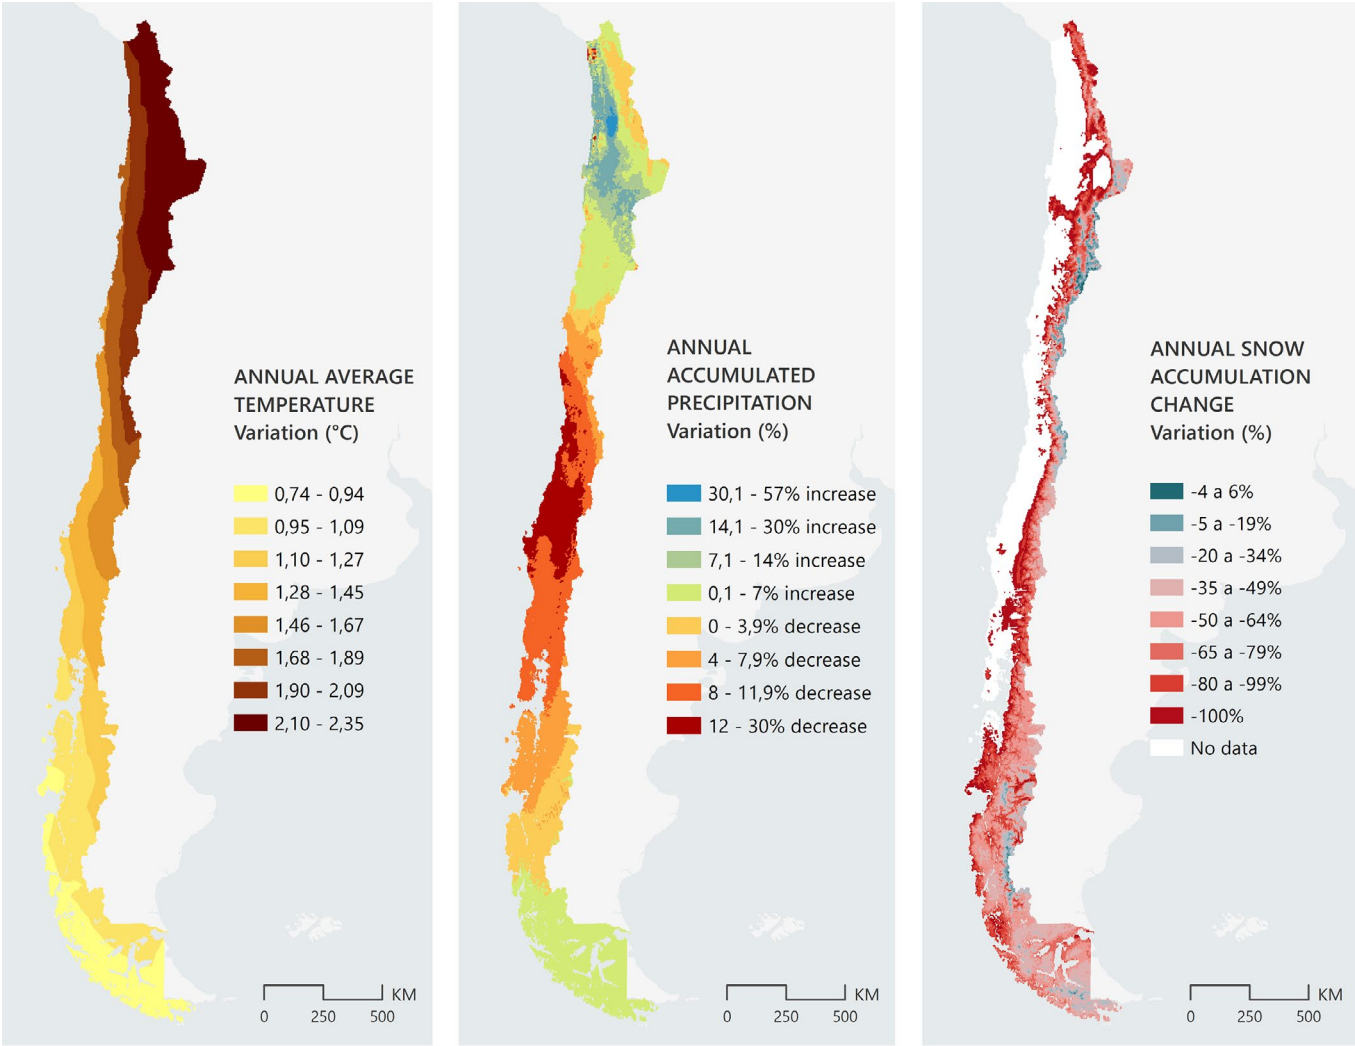 ANNUAL AVERAGE
TEMPERATURE
Variation (°C)
0,74 - 0,94
0,95 - 1,09
1,10 - 1,27
1,28 - 1,45
1,46 - 1,67
1,68 - 1,89
1,90 - 2,09
2,10 - 2,35
KM
0 250 500
ANNUAL
ACCUMULATED
PRECIPITATION
Variation (%)
30,1 - 57% increase
14,1 - 30% increase
7,1 - 14% increase
0,1 - 7% increase
0 - 3,9% decrease
4 - 7,9% decrease
8 - 11,9% decrease
12 - 30% decrease
KM
0 250 500
ANNUAL SNOW
ACCUMULATION
CHANGE
Variation (%)
-4 a 6%
-5 a -19%
-20 a -34%
-35 a -49%
-50 a -64%
-65 a -79%
-80 a -99%
-100%
No data
KM
0 250 500